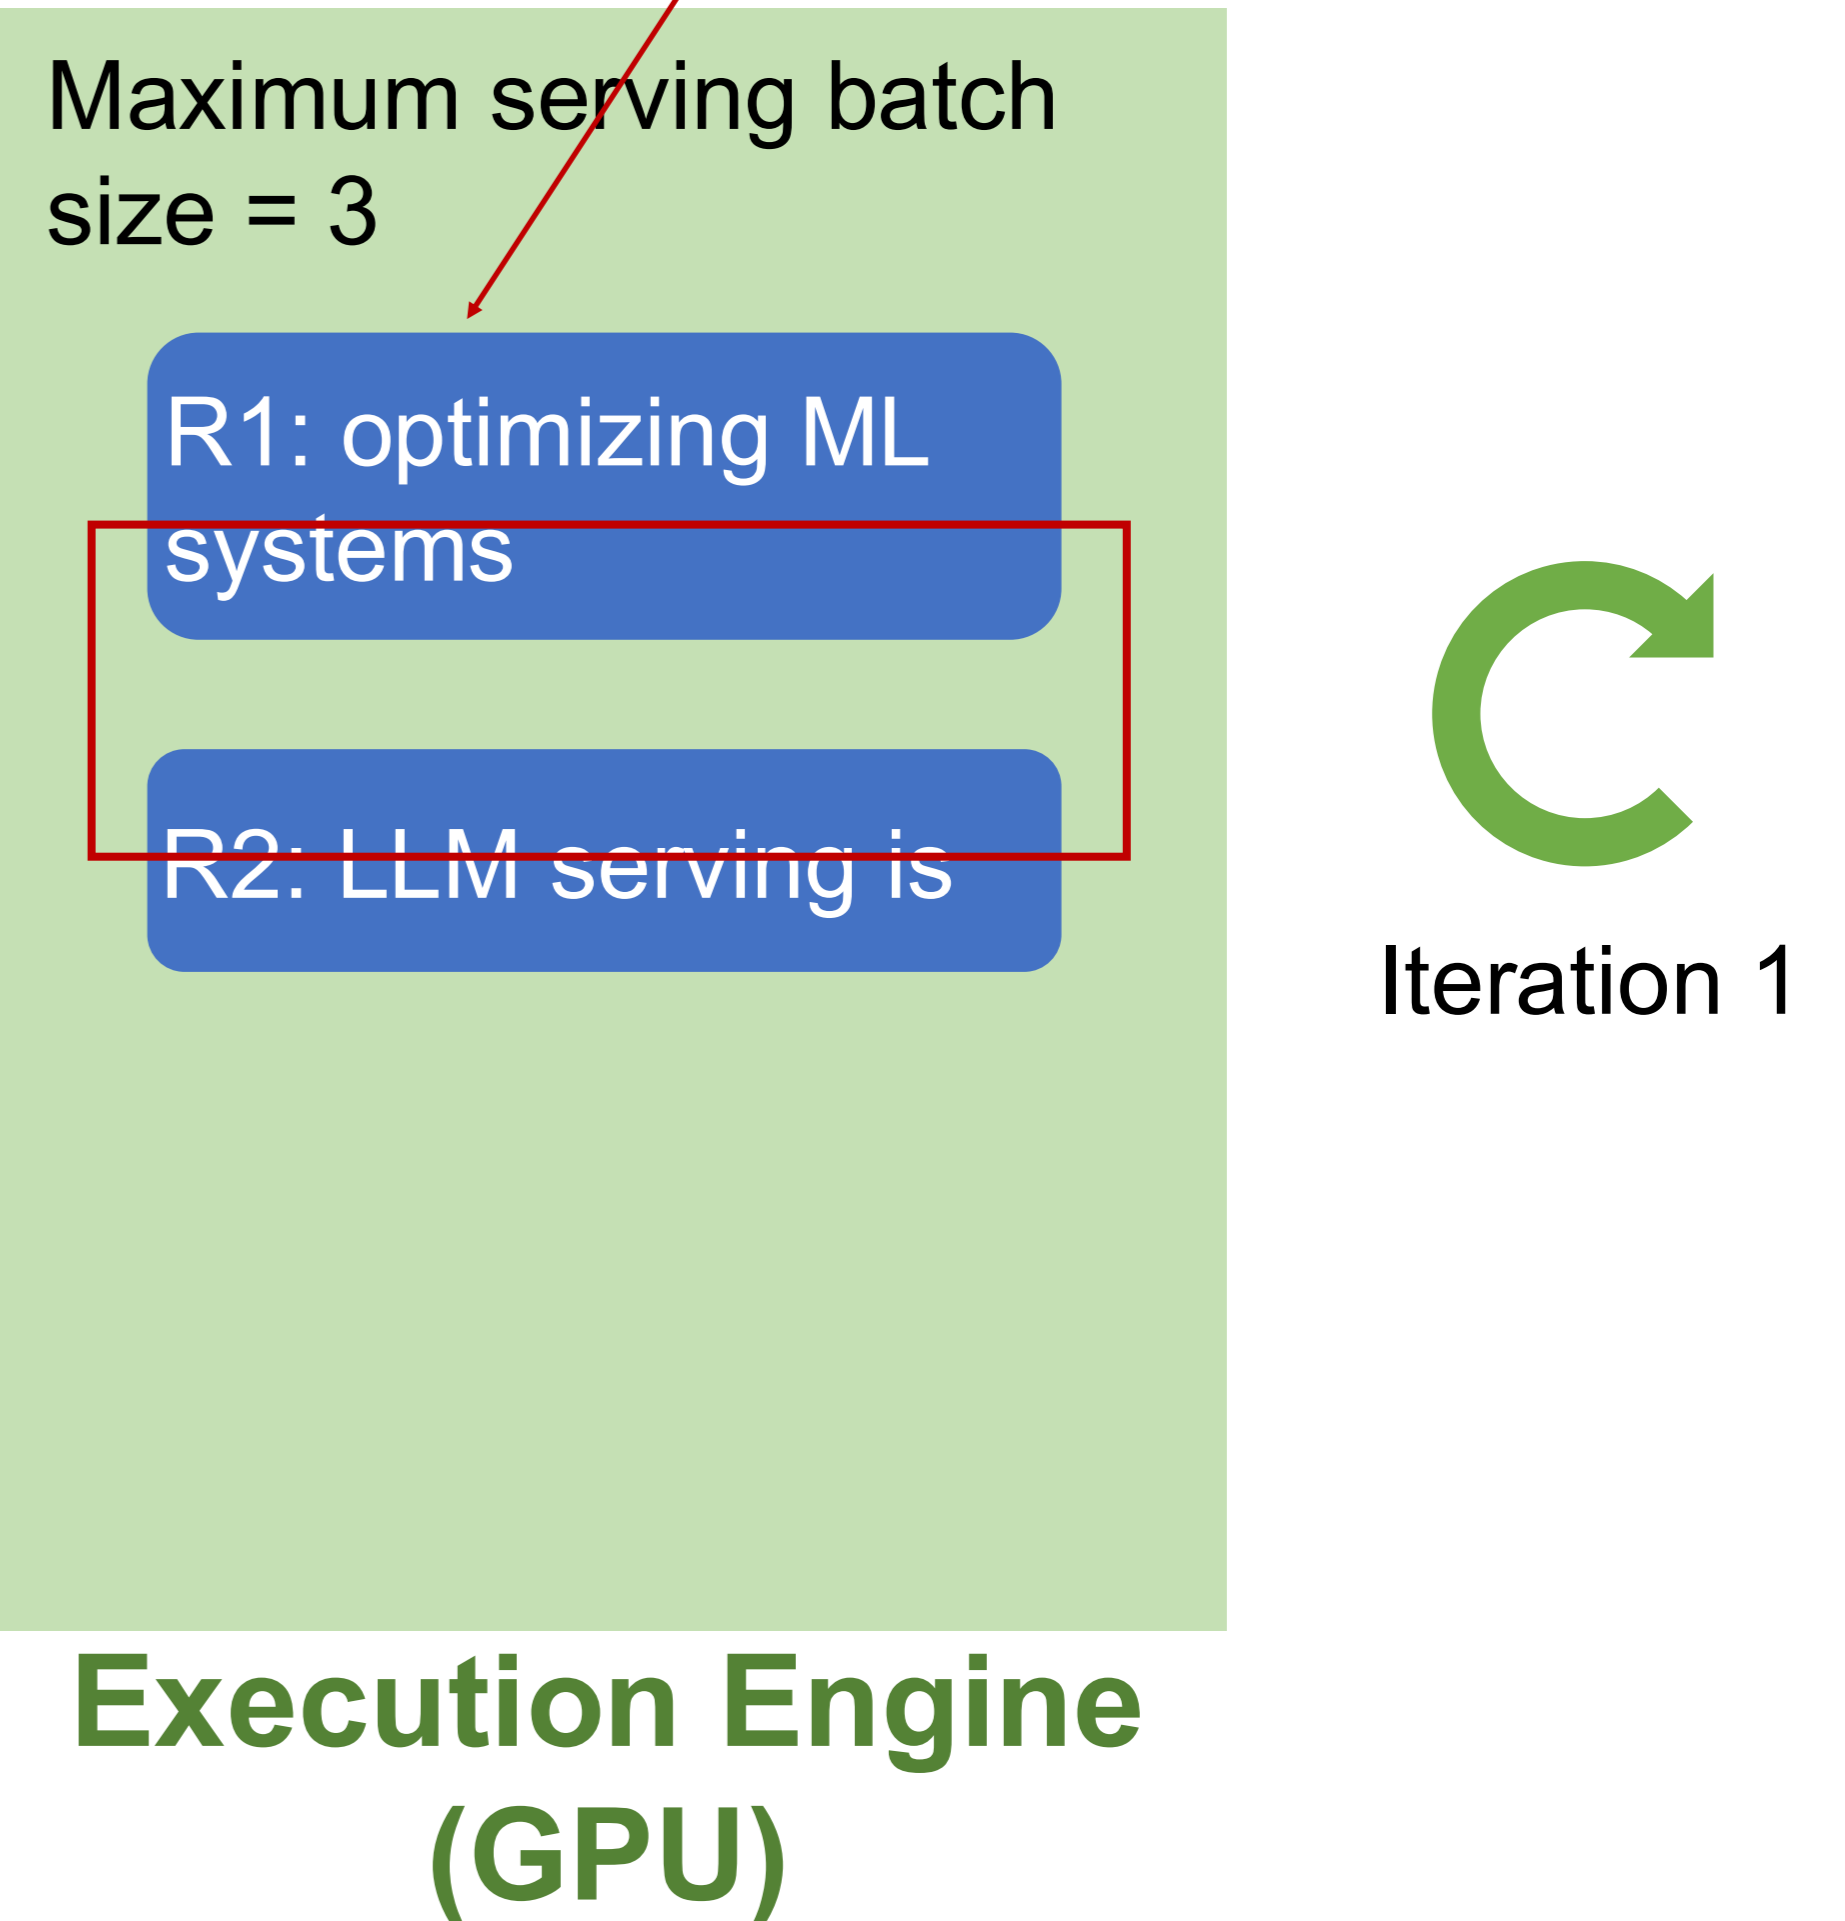 Maximum serving batch
size = 3
R1: optimizing ML
systems
R2: LLM serving is
Iteration 1
Execution Engine
(GPU)